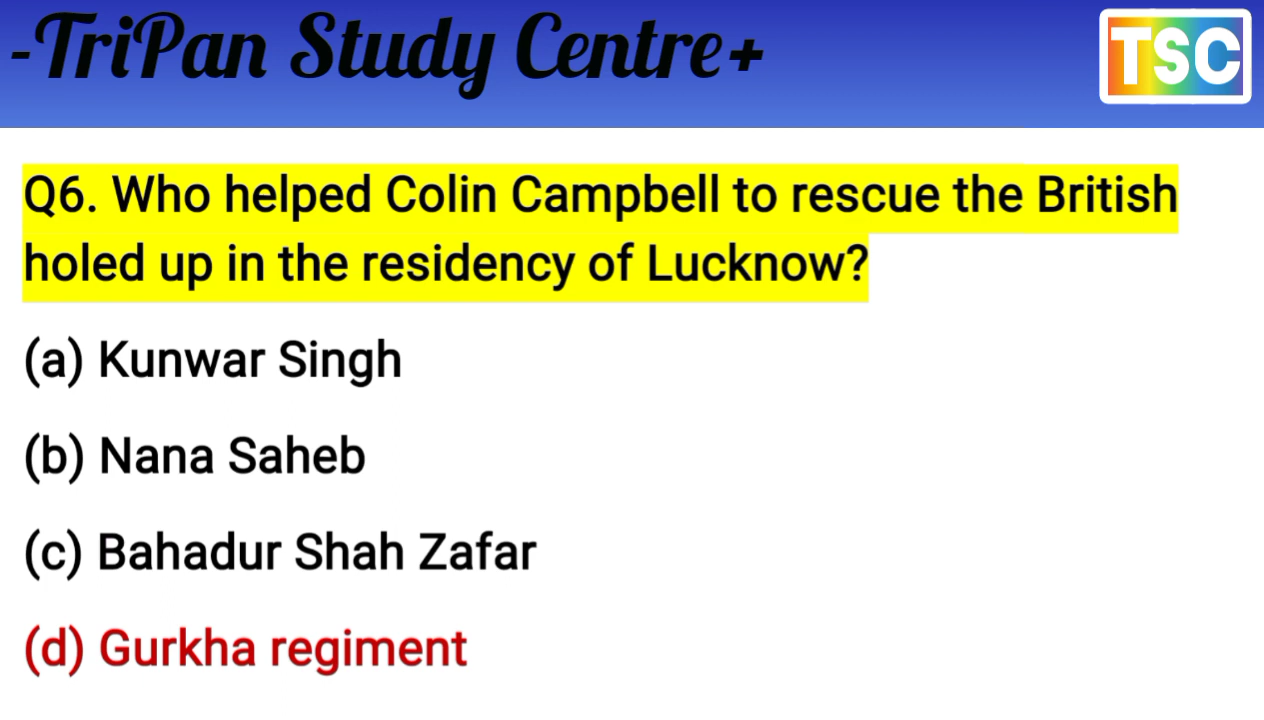 -TriPan Study Centre+
TSC
Q6. Who helped Colin Campbell to rescue the British
holed up in the residency of Lucknow?
(a) Kunwar Singh
(b) Nana Saheb
(c) Bahadur Shah Zafar
(d) Gurkha regiment